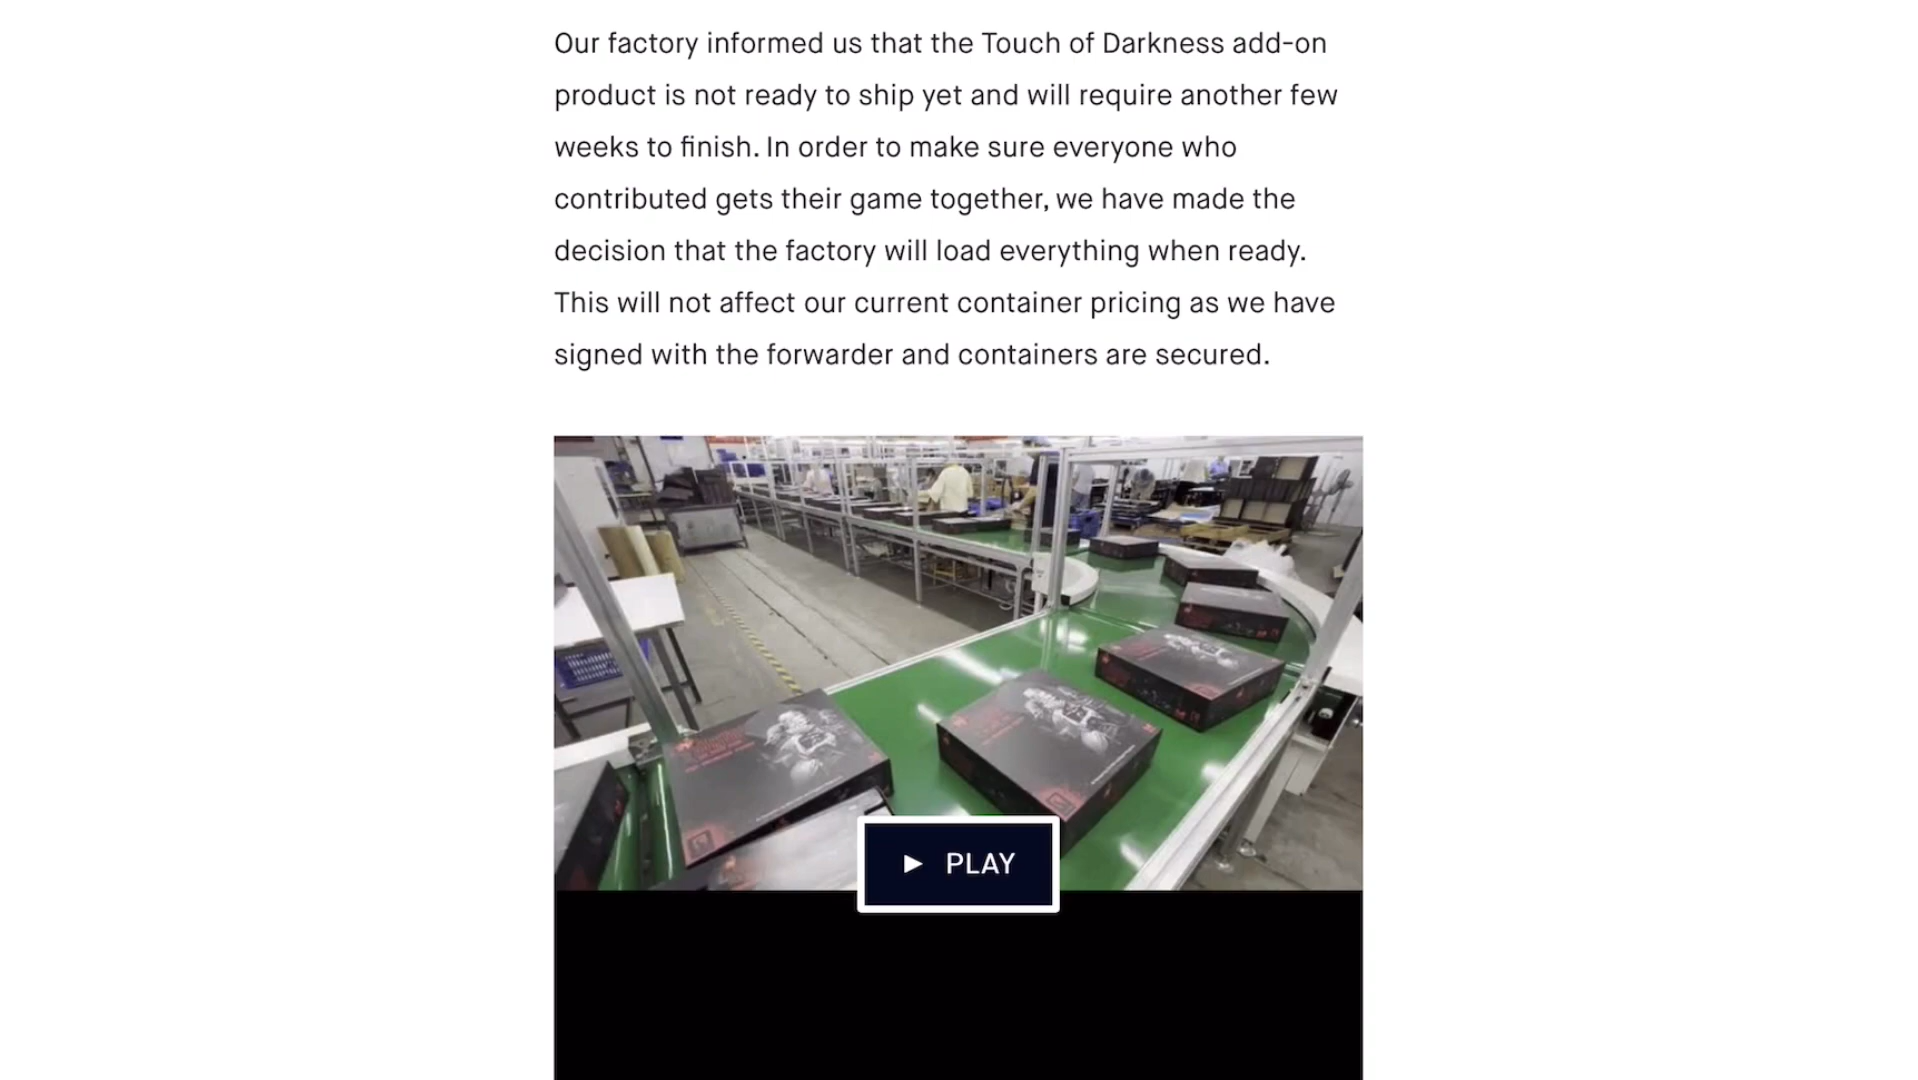 Our factory informed us that the Touch of Darkness add-on
product is not ready to ship yet and will require another few
weeks to finish. In order to make sure everyone who
contributed gets their game together, we have made the
decision that the factory will load everything when ready.
This will not affect our current container pricing as we have
signed with the forwarder and containers are secured.
PLAY